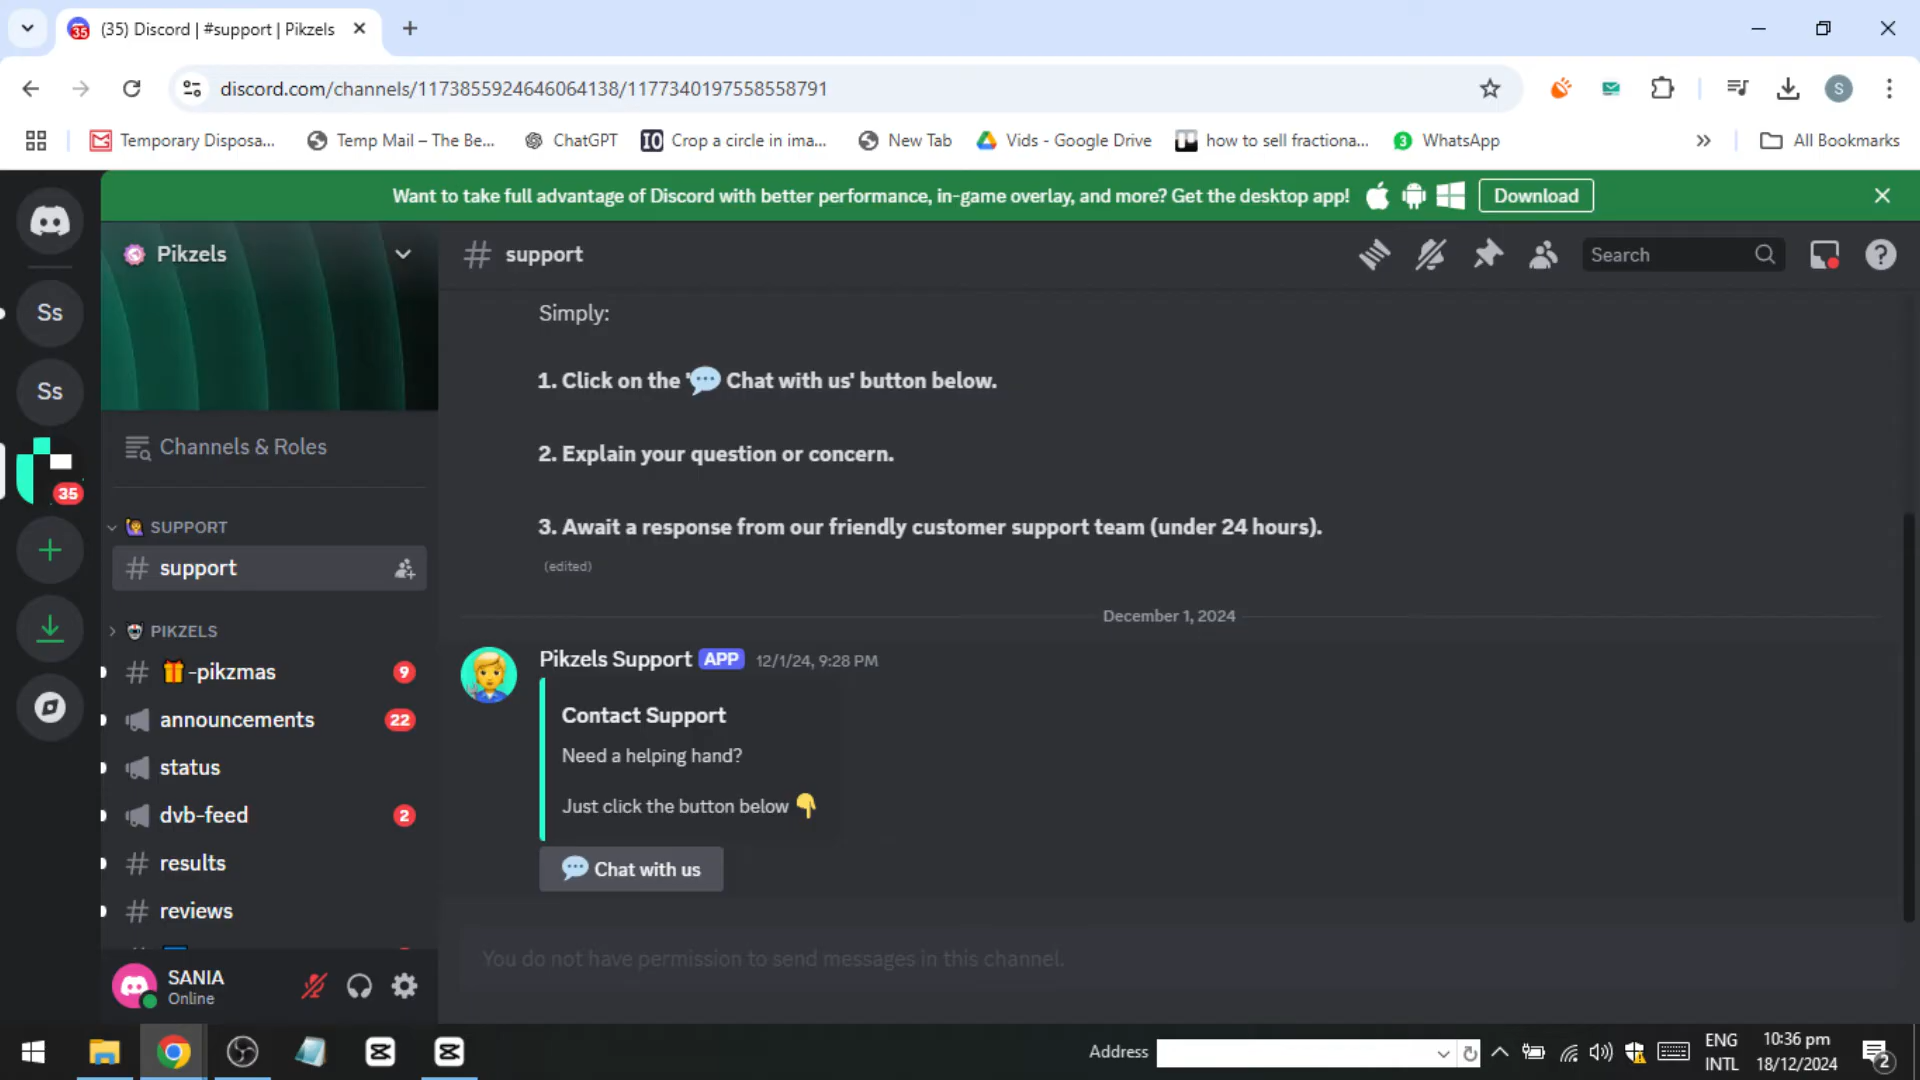 (35) Discord | #support | Pikzels
discord.com/channels/1173855924646064138/1177340197558558791
S
Temporary Disposa...
Temp Mail – The Be...
ChatGPT
Crop a circle in ima...
New Tab
Vids - Google Drive
how to sell fractiona...
3 WhatsApp
All Bookmarks
Want to take full advantage of Discord with better performance, in-game overlay, and more? Get the desktop app!
Download
Pikzels
support
Search
Ss
Ss
35
Channels & Roles
SUPPORT
support
PIKZELS
-pikzmas 9
announcements 22
status
dvb-feed 2
results
reviews
SANIA
Online
Simply:
1. Click on the '💬 Chat with us' button below.
2. Explain your question or concern.
3. Await a response from our friendly customer support team (under 24 hours).
(edited)
December 1, 2024
Pikzels Support APP 12/1/24, 9:28 PM
Contact Support
Need a helping hand?
Just click the button below 👇
💬 Chat with us
You do not have permission to send messages in this channel.
Address
ENG
INTL
10:36 pm
18/12/2024
2